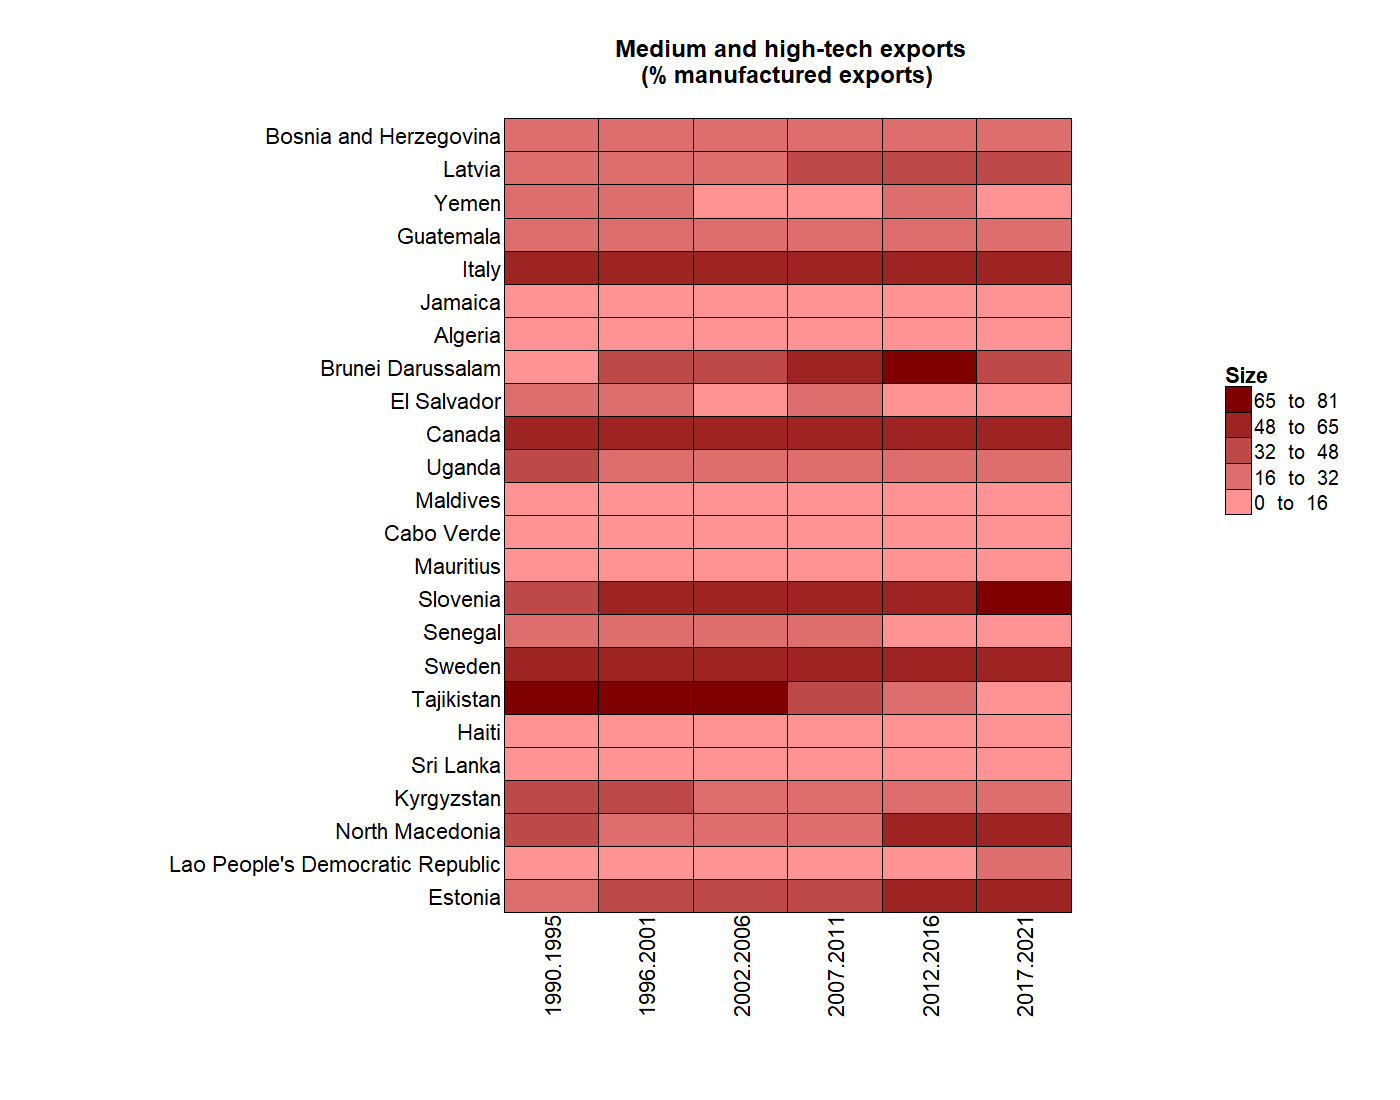 Medium and high-tech exports
(% manufactured exports)
Bosnia and Herzegovina
Latvia
Yemen
Guatemala
Italy
Jamaica
Algeria
Brunei Darussalam
El Salvador
Canada
Uganda
Maldives
Cabo Verde
Mauritius
Slovenia
Senegal
Sweden
Tajikistan
Haiti
Sri Lanka
Kyrgyzstan
North Macedonia
Lao People's Democratic Republic
Estonia
1990.1995
1996.2001
2002.2006
2007.2011
2012.2016
2017.2021
Size
65 to 81
48 to 65
32 to 48
16 to 32
0 to 16